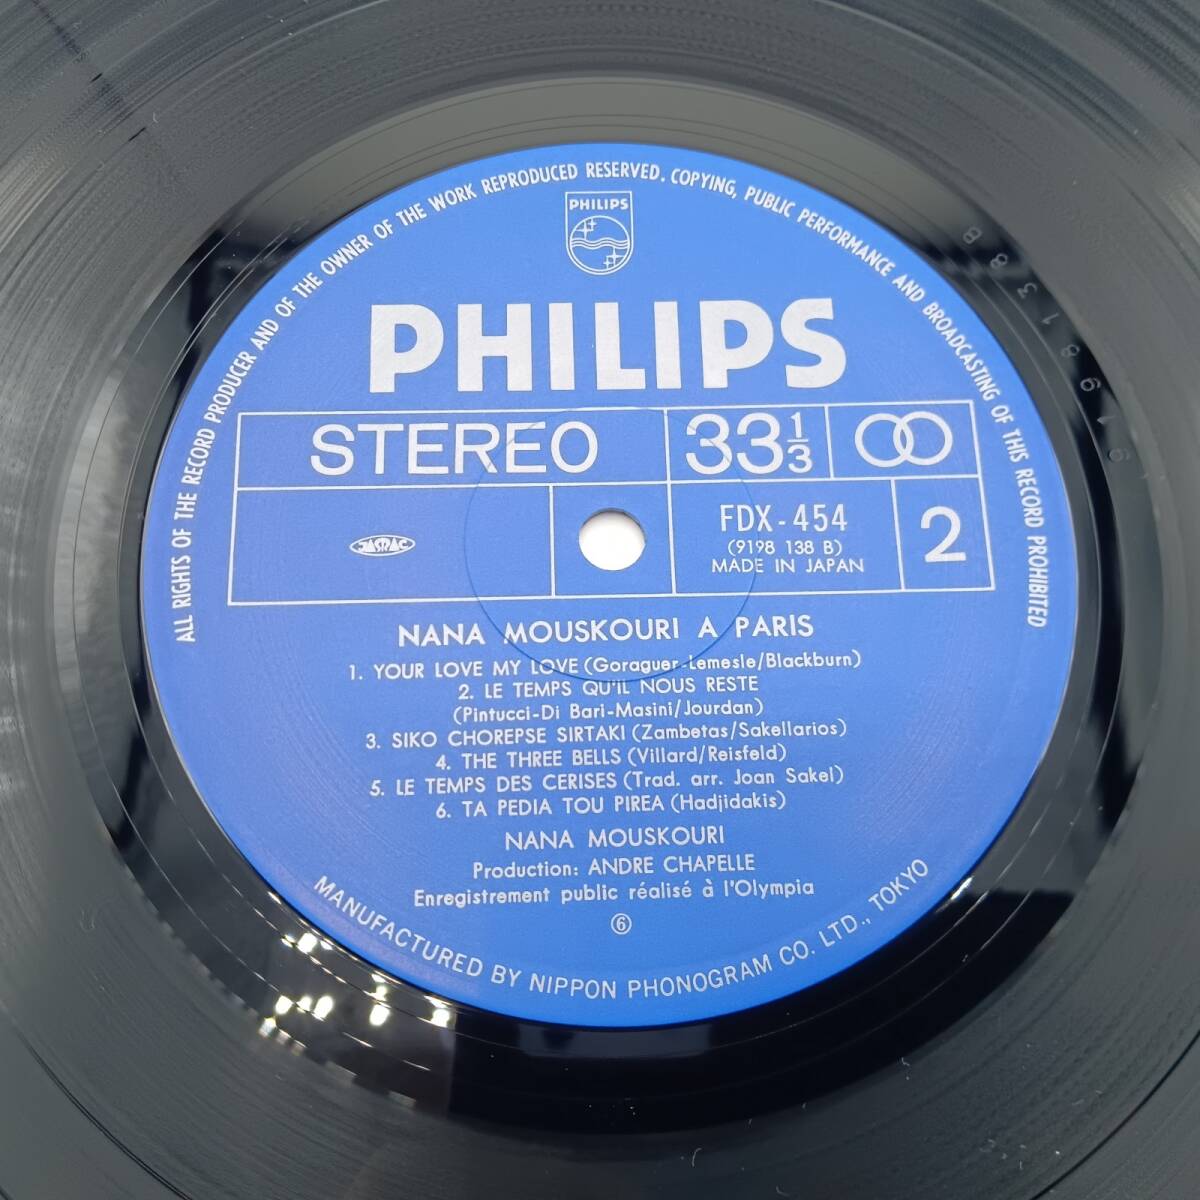 ALL RIGHTS OF THE RECORD PRODUCER AND OF THE OWNER OF THE WORK REPRODUCED RESERVED. COPYING, PUBLIC PERFORMANCE AND BROADCASTING OF THIS RECORD PROHIBITED
PHILIPS
PHILIPS
STEREO 33 1/3
JASRAC
FDX-454
(9198 138 B)
MADE IN JAPAN
2
NANA MOUSKOURI A PARIS
1. YOUR LOVE MY LOVE (Goraguer-Lemesle/Blackburn)
2. LE TEMPS QU'IL NOUS RESTE
(Pintucci-Di Bari-Masini/Jourdan)
3. SIKO CHOREPSE SIRTAKI (Zambetas/Sakellarios)
4. THE THREE BELLS (Villard/Reisfeld)
5. LE TEMPS DES CERISES (Trad. arr. Joan Sakel)
6. TA PEDIA TOU PIREA (Hadjidakis)
NANA MOUSKOURI
Production: ANDRE CHAPELLE
Enregistrement public réalisé à l'Olympia
⑥
MANUFACTURED BY NIPPON PHONOGRAM CO. LTD., TOKYO